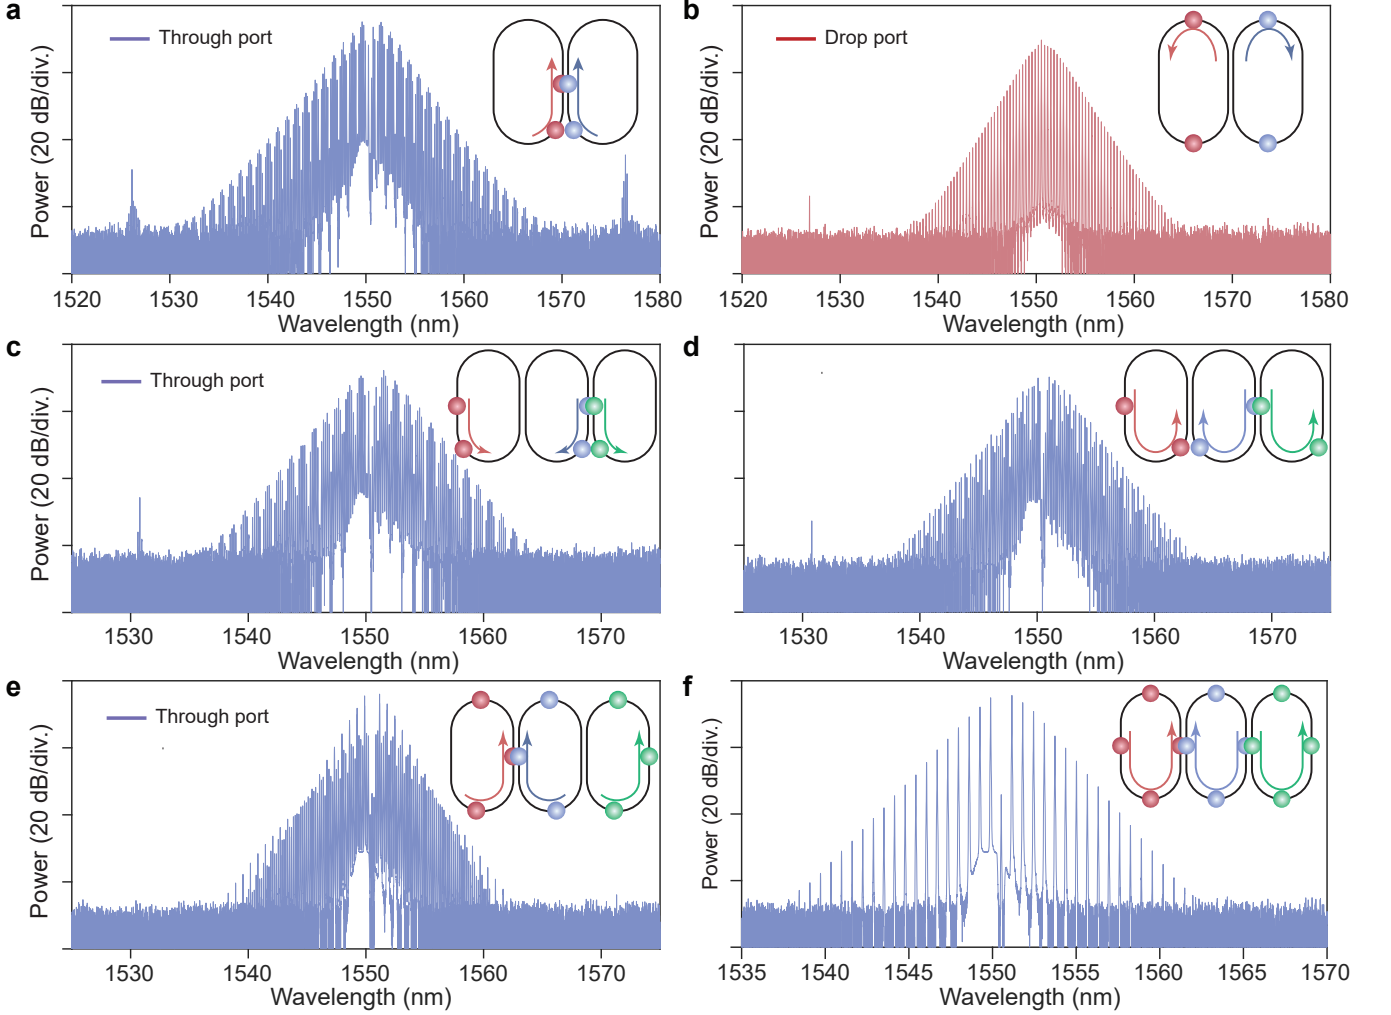 a
Power (20 dB/div.)
Through port
1520 1530 1540 1550 1560 1570 1580
Wavelength (nm)
b
Power (20 dB/div.)
Drop port
1520 1530 1540 1550 1560 1570 1580
Wavelength (nm)
c
Power (20 dB/div.)
Through port
1530 1540 1550 1560 1570
Wavelength (nm)
d
1530 1540 1550 1560 1570
Wavelength (nm)
e
Power (20 dB/div.)
Through port
1530 1540 1550 1560 1570
Wavelength (nm)
f
Power (20 dB/div.)
1535 1540 1545 1550 1555 1560 1565 1570
Wavelength (nm)